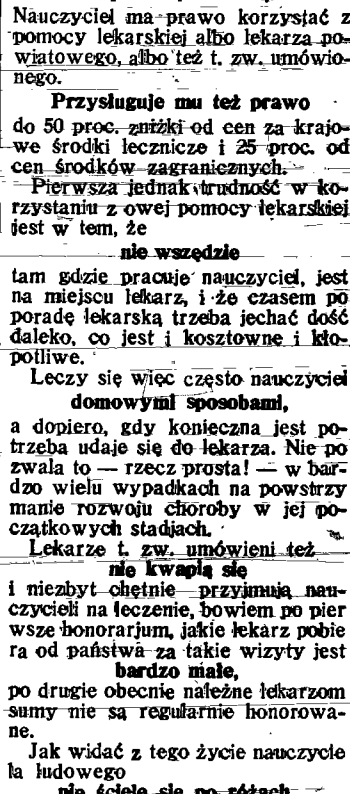 Nauczyciel ma prawo korzystać z
pomocy lekarskiej albo lekarza po-
wiatowego, albo też t. zw. umówio-
nego.
Przysługuje mu też prawo
do 50 proc. zniżki od cen za krajo-
we środki lecznicze i 25 proc. od
cen środków zagranicznych.
Pierwsza jednak trudność w ko-
rzystaniu z owej pomocy lekarskiej
jest w tem, że
nie wszędzie
tam gdzie pracuje nauczyciel, jest
na miejscu lekarz, i że czasem po
poradę lekarską trzeba jechać dość
daleko, co jest i kosztowne i kło-
potliwe.
Leczy się więc często nauczyciel
domowymi sposobami,
a dopiero, gdy konieczna jest po-
trzeba udaje się do lekarza. Nie po
zwala to — rzecz prosta! — w bar-
dzo wielu wypadkach na powstrzy
manie rozwoju choroby w jej po-
czątkowych stadjach.
Lekarze t. zw. umówieni też
nie kwapią się
i niezbyt chętnie przyjmują nau-
czycieli na leczenie, bowiem po pier
wsze honorarjum, jakie lekarz pobie
ra od państwa za takie wizyty jest
bardzo małe,
po drugie obecnie należne lekarzom
sumy nie są regularnie honorowa-
ne.
Jak widać z tego życie nauczycie
la ludowego
nie ściele się po różach